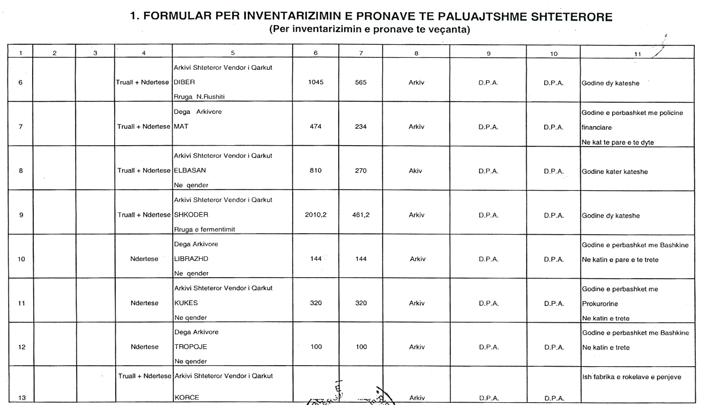 1. FORMULAR PER INVENTARIZIMIN E PRONAVE TE PALUAJTSHME SHTETERORE
(Per inventarizimin e pronave te veçanta)
1 2 3 4 5 6 7 8 9 10 11
Arkivi Shteteror Vendor i Qarkut
6 Truall + Ndertese DIBER 1045 565 Arkiv D.P.A. D.P.A. Godine dy kateshe
Rruga N.Rushiti
Dega Arkivore Godine e perbashket me policine
7 Truall + Ndertese MAT 474 234 Arkiv D.P.A. D.P.A. financiare
Ne kat te pare e te dyte
Arkivi Shteteror Vendor i Qarkut
8 Truall + Ndertese ELBASAN 810 270 Akiv D.P.A. D.P.A. Godine kater kateshe
Ne qender
Arkivi Shteteror Vendor i Qarkut
9 Truall + Ndertese SHKODER 2010,2 461,2 Arkiv D.P.A. D.P.A. Godine dy kateshe
Rruga e fermentimit
Dega Arkivore Godine e perbashket me Bashkine
10 Ndertese LIBRAZHD 144 144 Arkiv D.P.A. D.P.A. Ne katin e pare e te trete
Ne qender
Arkivi Shteteror Vendor i Qarkut Godine e perbashket me
11 Ndertese KUKES 320 320 Arkiv D.P.A. D.P.A. Prokurorine
Ne qender Ne katin e trete
Dega Arkivore Godine e perbashket me Bashkine
12 Ndertese TROPOJE 100 100 Arkiv D.P.A. D.P.A. Ne katin e trete
Ne qender
Truall + Ndertese Arkivi Shteteror Vendor i Qarkut Ish fabrika e rokelave e penjeve
13 KORCE Arkiv D.P.A. D.P.A.